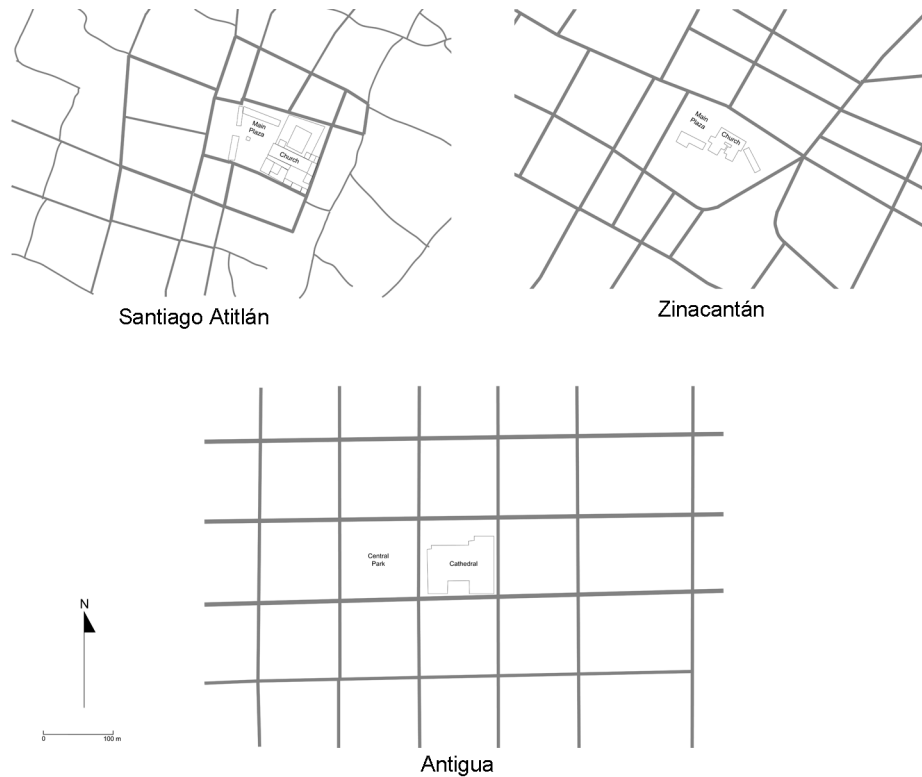 Main
Plaza
Church
Santiago Atitlán
Main
Plaza
Church
Zinacantán
Central
Park
Cathedral
N
0 100 m
Antigua